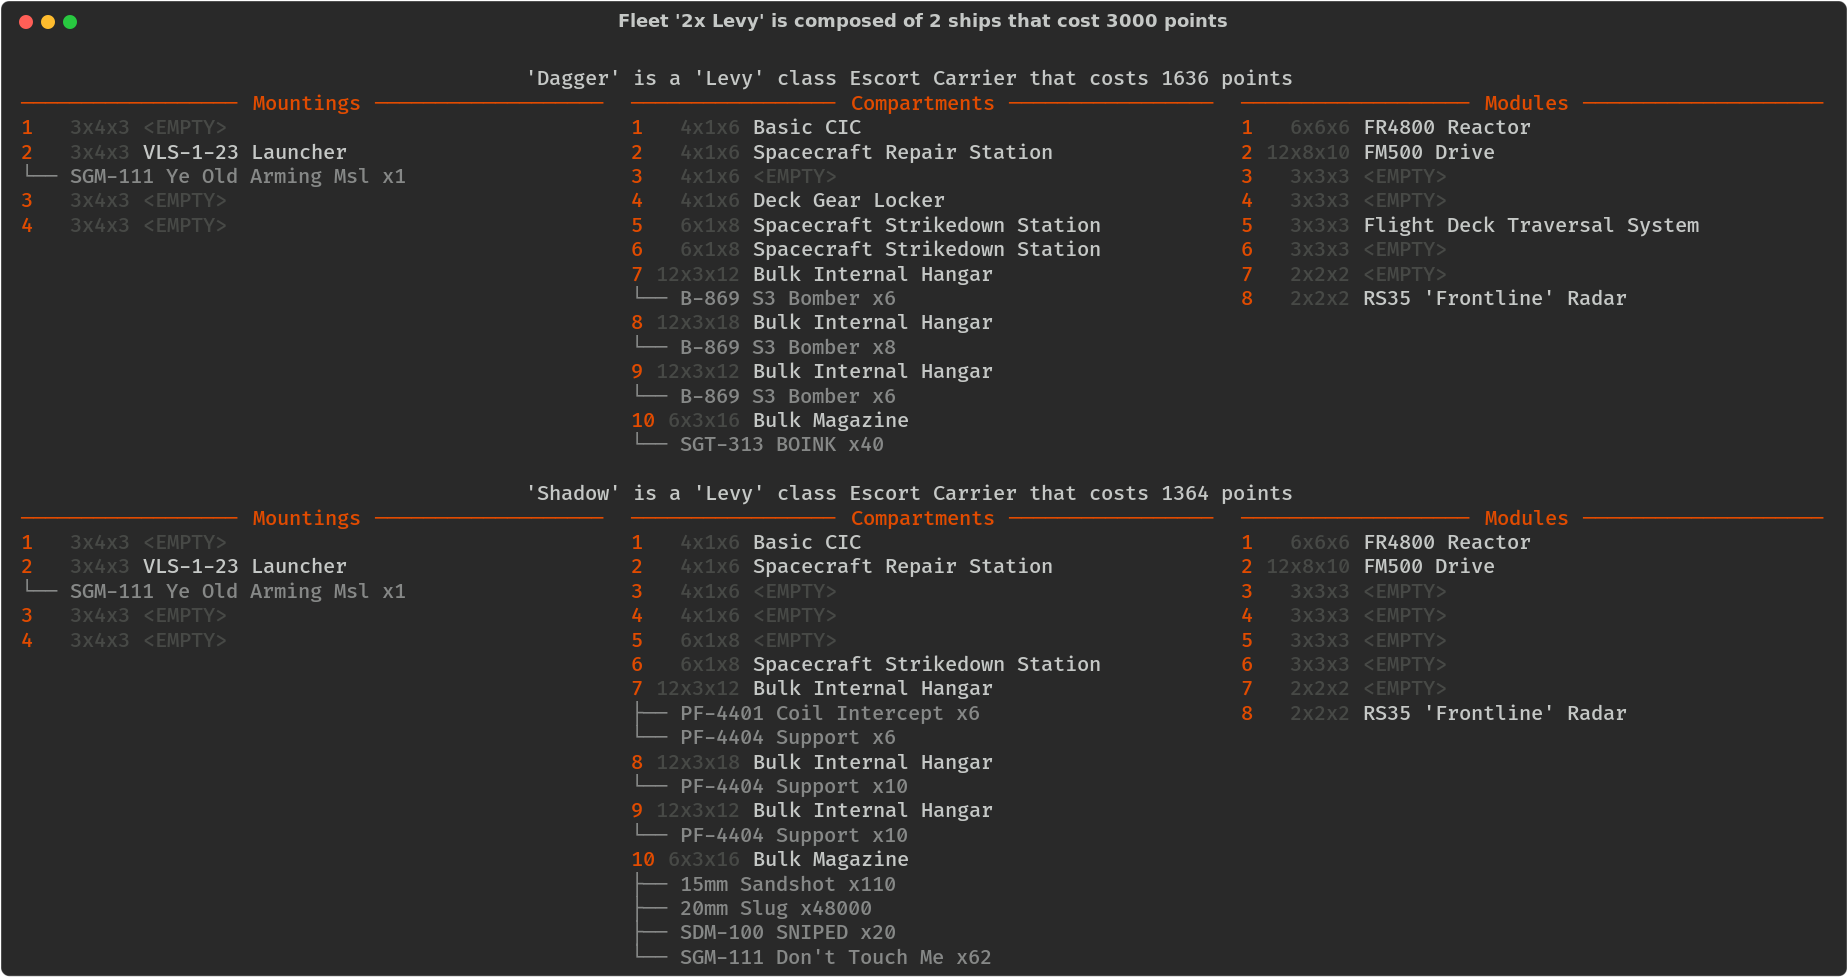 Fleet '2x Levy' is composed of 2 ships that cost 3000 points
'Dagger' is a 'Levy' class Escort Carrier that costs 1636 points
Mountings
1 3x4x3 <EMPTY>
2 3x4x3 VLS-1-23 Launcher
SGM-111 Ye Old Arming Msl x1
3 3x4x3 <EMPTY>
4 3x4x3 <EMPTY>
Compartments
1 4x1x6 Basic CIC
2 4x1x6 Spacecraft Repair Station
3 4x1x6 <EMPTY>
4 4x1x6 Deck Gear Locker
5 6x1x8 Spacecraft Strikedown Station
6 6x1x8 Spacecraft Strikedown Station
7 12x3x12 Bulk Internal Hangar
B-869 S3 Bomber x6
8 12x3x18 Bulk Internal Hangar
B-869 S3 Bomber x8
9 12x3x12 Bulk Internal Hangar
B-869 S3 Bomber x6
10 6x3x16 Bulk Magazine
SGT-313 BOINK x40
Modules
1 6x6x6 FR4800 Reactor
2 12x8x10 FM500 Drive
3 3x3x3 <EMPTY>
4 3x3x3 <EMPTY>
5 3x3x3 Flight Deck Traversal System
6 3x3x3 <EMPTY>
7 2x2x2 <EMPTY>
8 2x2x2 RS35 'Frontline' Radar
'Shadow' is a 'Levy' class Escort Carrier that costs 1364 points
Mountings
1 3x4x3 <EMPTY>
2 3x4x3 VLS-1-23 Launcher
SGM-111 Ye Old Arming Msl x1
3 3x4x3 <EMPTY>
4 3x4x3 <EMPTY>
Compartments
1 4x1x6 Basic CIC
2 4x1x6 Spacecraft Repair Station
3 4x1x6 <EMPTY>
4 4x1x6 <EMPTY>
5 6x1x8 <EMPTY>
6 6x1x8 Spacecraft Strikedown Station
7 12x3x12 Bulk Internal Hangar
PF-4401 Coil Intercept x6
PF-4404 Support x6
8 12x3x18 Bulk Internal Hangar
PF-4404 Support x10
9 12x3x12 Bulk Internal Hangar
PF-4404 Support x10
10 6x3x16 Bulk Magazine
15mm Sandshot x110
20mm Slug x48000
SDM-100 SNIPED x20
SGM-111 Don't Touch Me x62
Modules
1 6x6x6 FR4800 Reactor
2 12x8x10 FM500 Drive
3 3x3x3 <EMPTY>
4 3x3x3 <EMPTY>
5 3x3x3 <EMPTY>
6 3x3x3 <EMPTY>
7 2x2x2 <EMPTY>
8 2x2x2 RS35 'Frontline' Radar